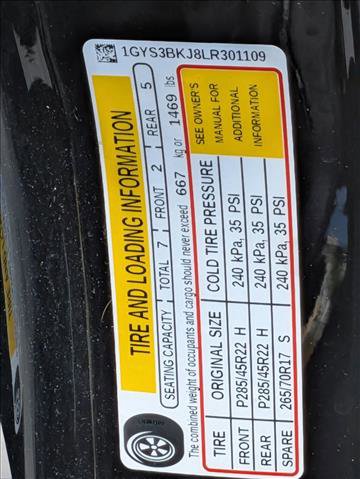 1GYS3BKJ8LR301109
TIRE AND LOADING INFORMATION
SEATING CAPACITY TOTAL 7 FRONT 2 REAR 5
The combined weight of occupants and cargo should never exceed 667 kg or 1469 lbs.
TIRE ORIGINAL SIZE COLD TIRE PRESSURE
FRONT P285/45R22 H 240 kPa, 35 PSI
REAR P285/45R22 H 240 kPa, 35 PSI
SPARE 265/70R17 S 240 kPa, 35 PSI
SEE OWNER'S
MANUAL FOR
ADDITIONAL
INFORMATION